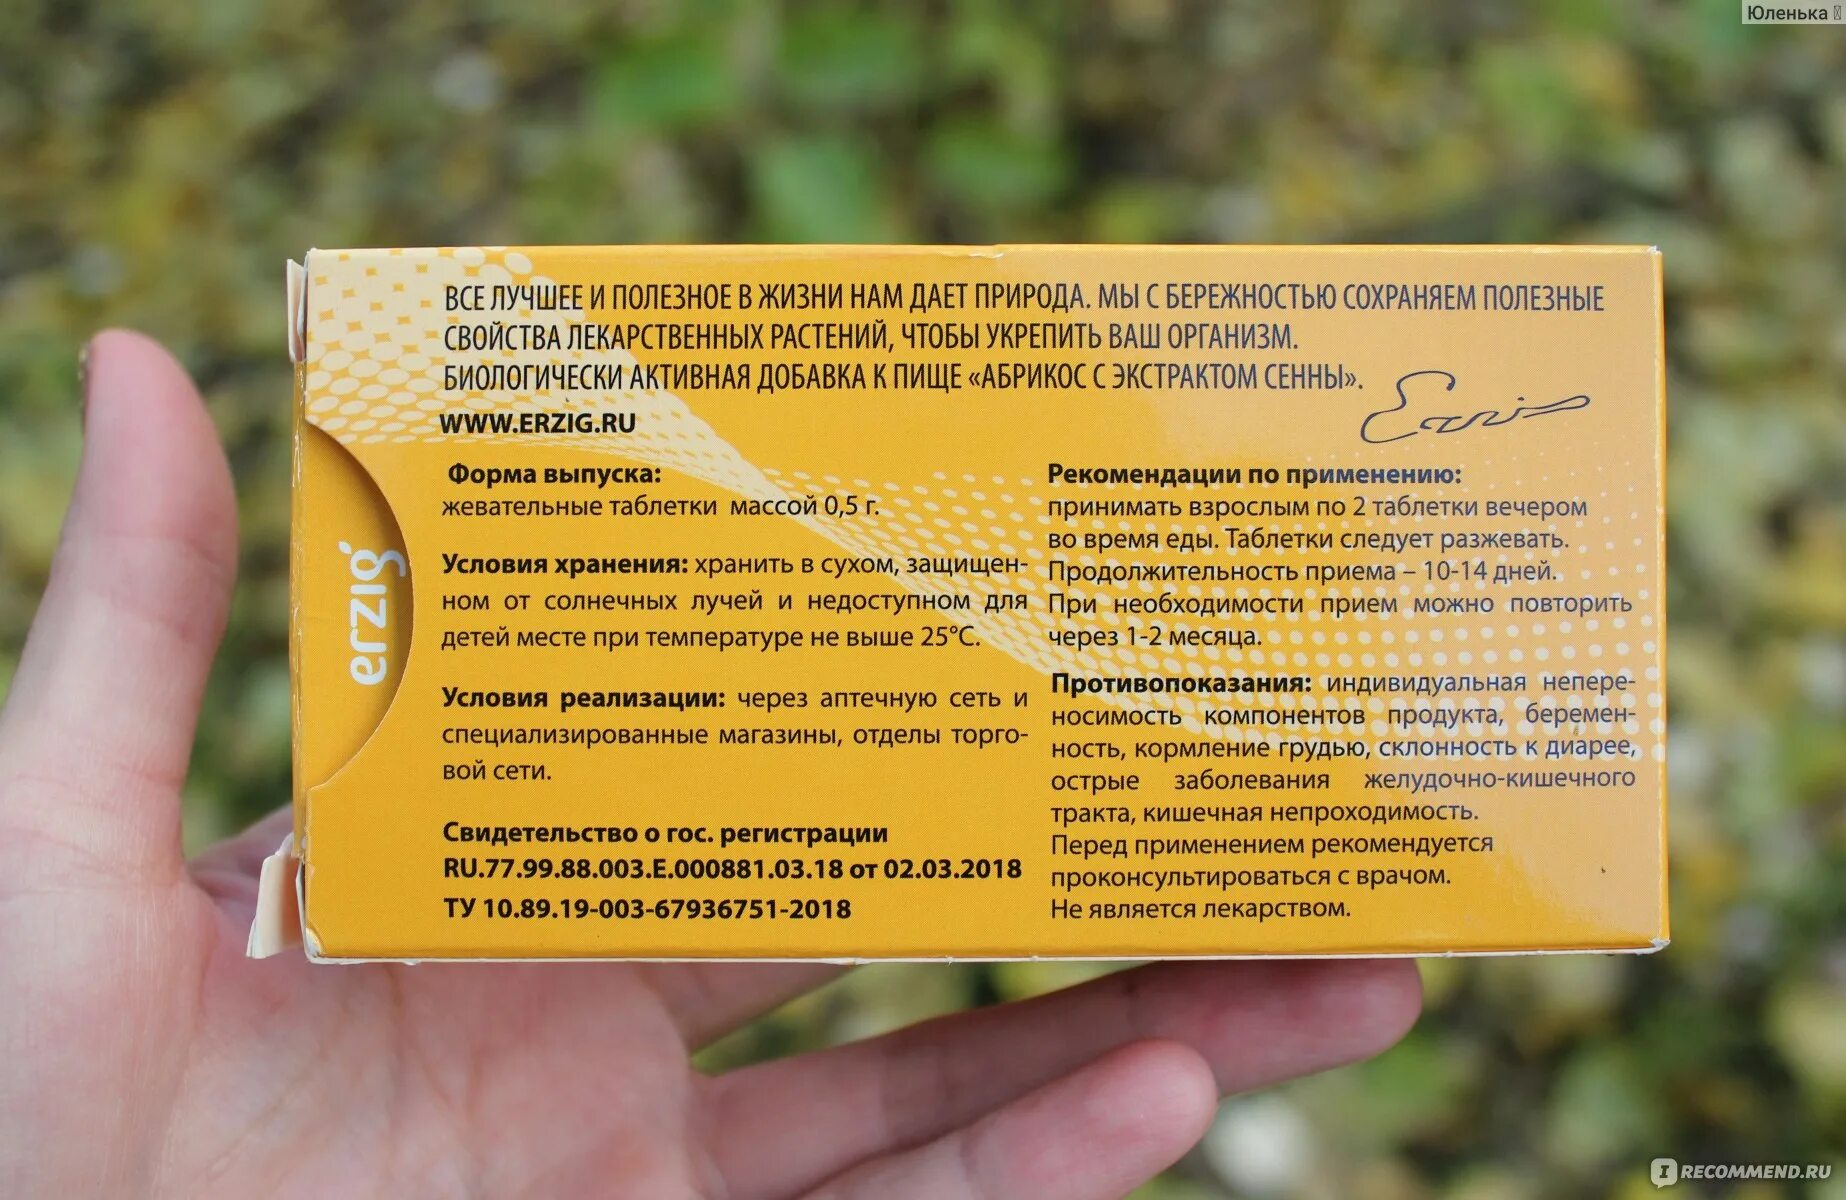 Юленька
ВСЕ ЛУЧШЕЕ И ПОЛЕЗНОЕ В ЖИЗНИ НАМ ДАЕТ ПРИРОДА. МЫ С БЕРЕЖНОСТЬЮ СОХРАНЯЕМ ПОЛЕЗНЫЕ
СВОЙСТВА ЛЕКАРСТВЕННЫХ РАСТЕНИЙ, ЧТОБЫ УКРЕПИТЬ ВАШ ОРГАНИЗМ.
БИОЛОГИЧЕСКИ АКТИВНАЯ ДОБАВКА К ПИЩЕ «АБРИКОС С ЭКСТРАКТОМ СЕННЫ».
WWW.ERZIG.RU
erzig
Форма выпуска:
жевательные таблетки массой 0,5 г.
Условия хранения: хранить в сухом, защищен-
ном от солнечных лучей и недоступном для
детей месте при температуре не выше 25°С.
Условия реализации: через аптечную сеть и
специализированные магазины, отделы торго-
вой сети.
Свидетельство о гос. регистрации
RU.77.99.88.003.E.000881.03.18 от 02.03.2018
ТУ 10.89.19-003-67936751-2018
Рекомендации по применению:
принимать взрослым по 2 таблетки вечером
во время еды. Таблетки следует разжевать.
Продолжительность приема – 10-14 дней.
При необходимости прием можно повторить
через 1-2 месяца.
Противопоказания: индивидуальная непере-
носимость компонентов продукта, беремен-
ность, кормление грудью, склонность к диарее,
острые заболевания желудочно-кишечного
тракта, кишечная непроходимость.
Перед применением рекомендуется
проконсультироваться с врачом.
Не является лекарством.
RECOMMEND.RU